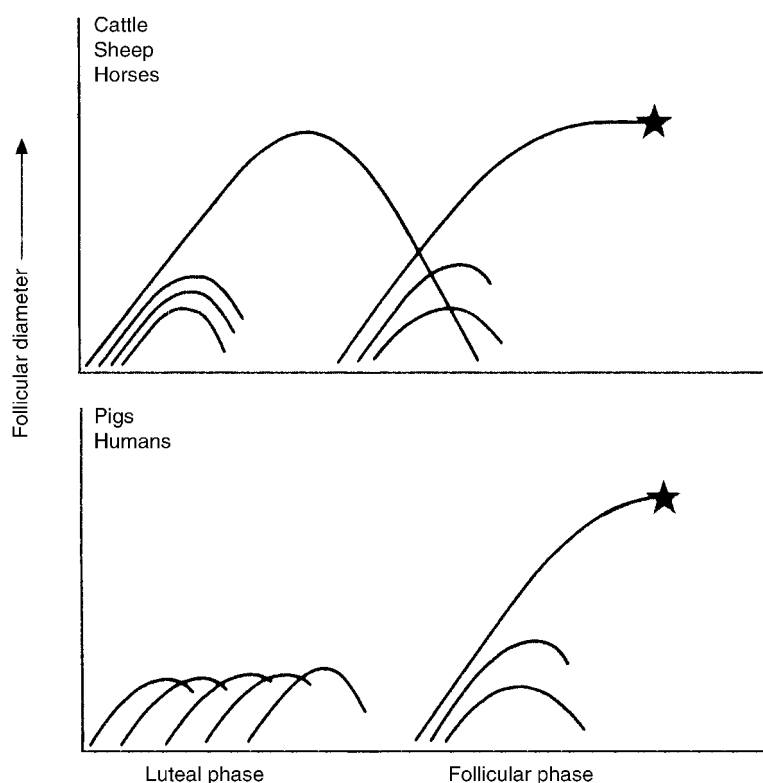 Cattle
Sheep
Horses
Follicular diameter
Pigs
Humans
Luteal phase
Follicular phase